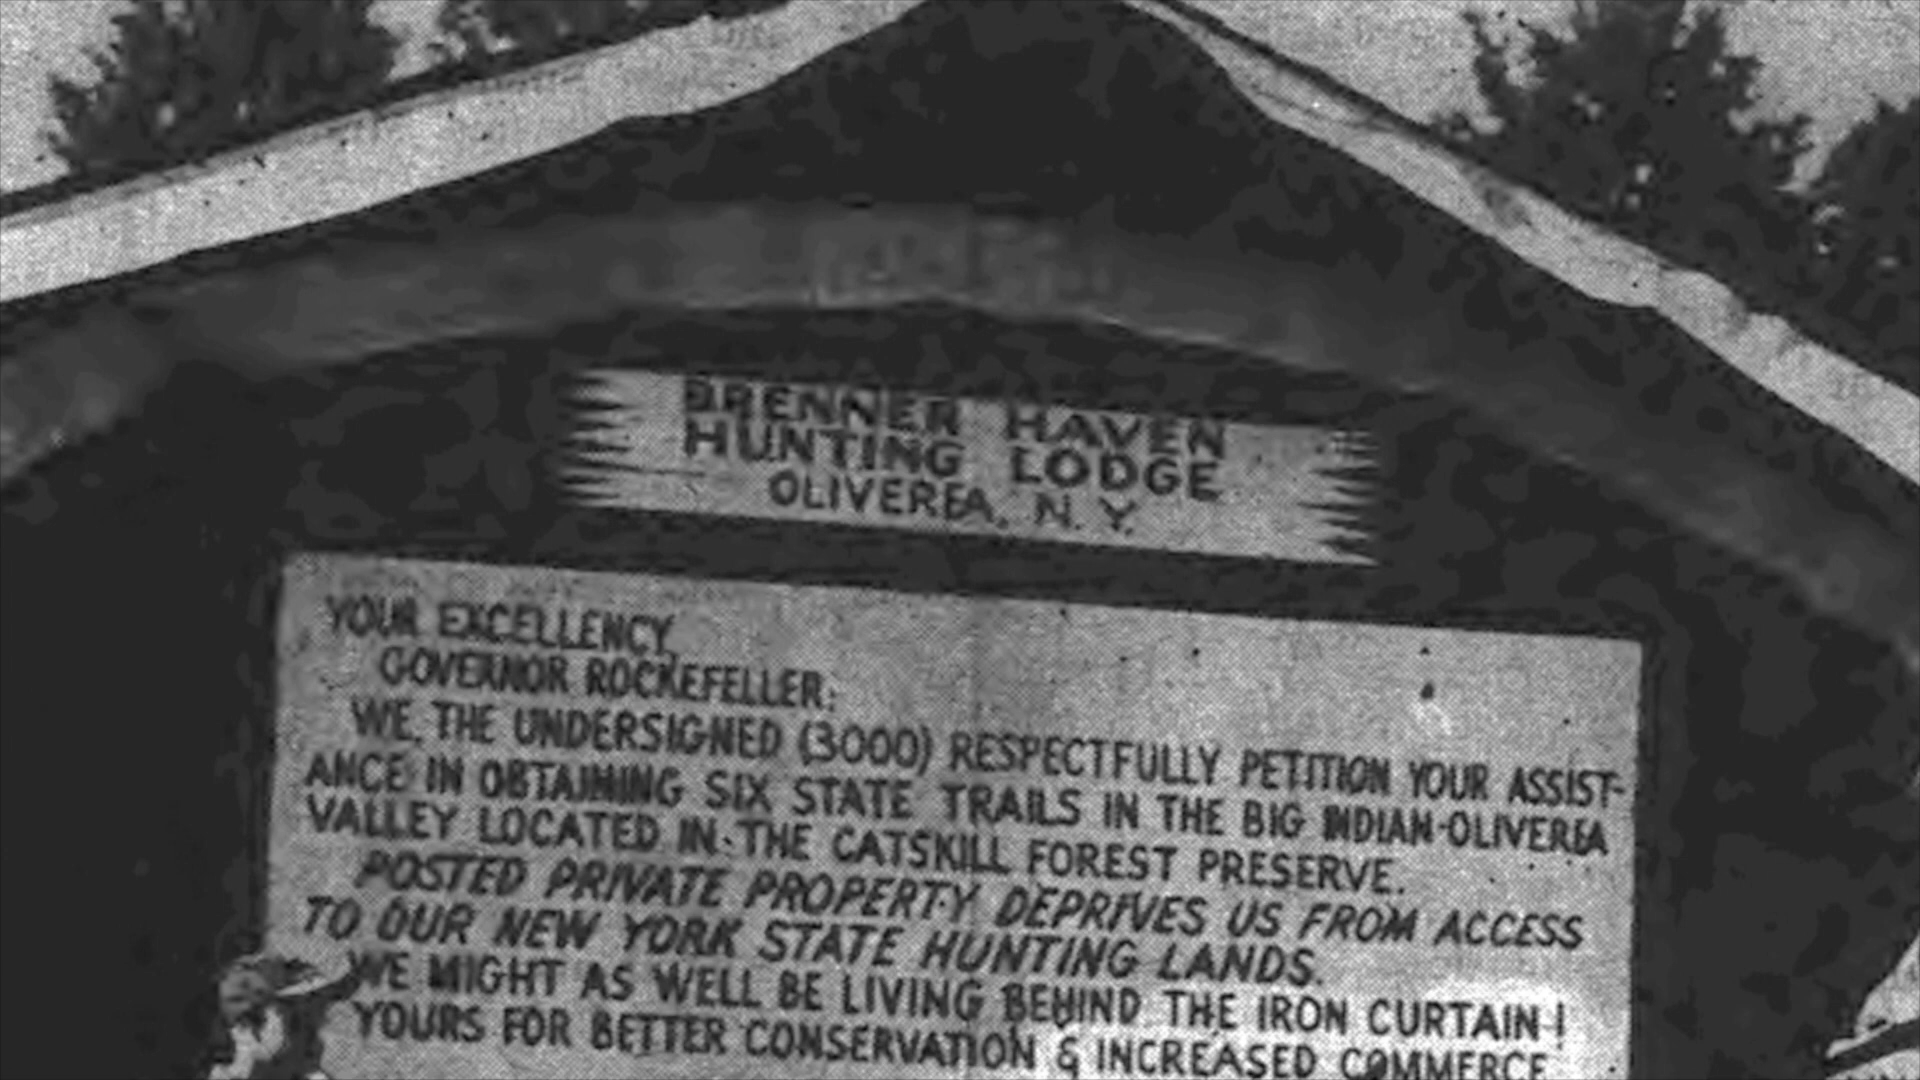 BRENNER HAVEN
HUNTING LODGE
OLIVEREA, N.Y.
YOUR EXCELLENCY
GOVERNOR ROCKEFELLER:
WE, THE UNDERSIGNED (3000) RESPECTFULLY PETITION YOUR ASSIST-
ANCE IN OBTAINING SIX STATE TRAILS IN THE BIG INDIAN-OLIVEREA
VALLEY LOCATED IN THE CATSKILL FOREST PRESERVE.
POSTED PRIVATE PROPERTY DEPRIVES US FROM ACCESS
TO OUR NEW YORK STATE HUNTING LANDS.
WE MIGHT AS WELL BE LIVING BEHIND THE IRON CURTAIN!
YOURS FOR BETTER CONSERVATION & INCREASED COMMERCE